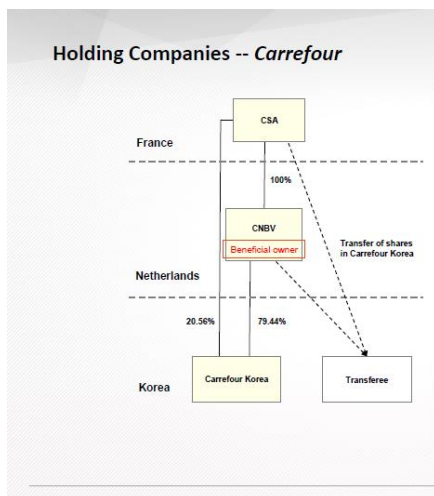 Holding Companies -- Carrefour
CSA
France
100%
CNBV
Beneficial owner
Transfer of shares
in Carrefour Korea
Netherlands
20.56%
79.44%
Carrefour Korea
Transferee
Korea